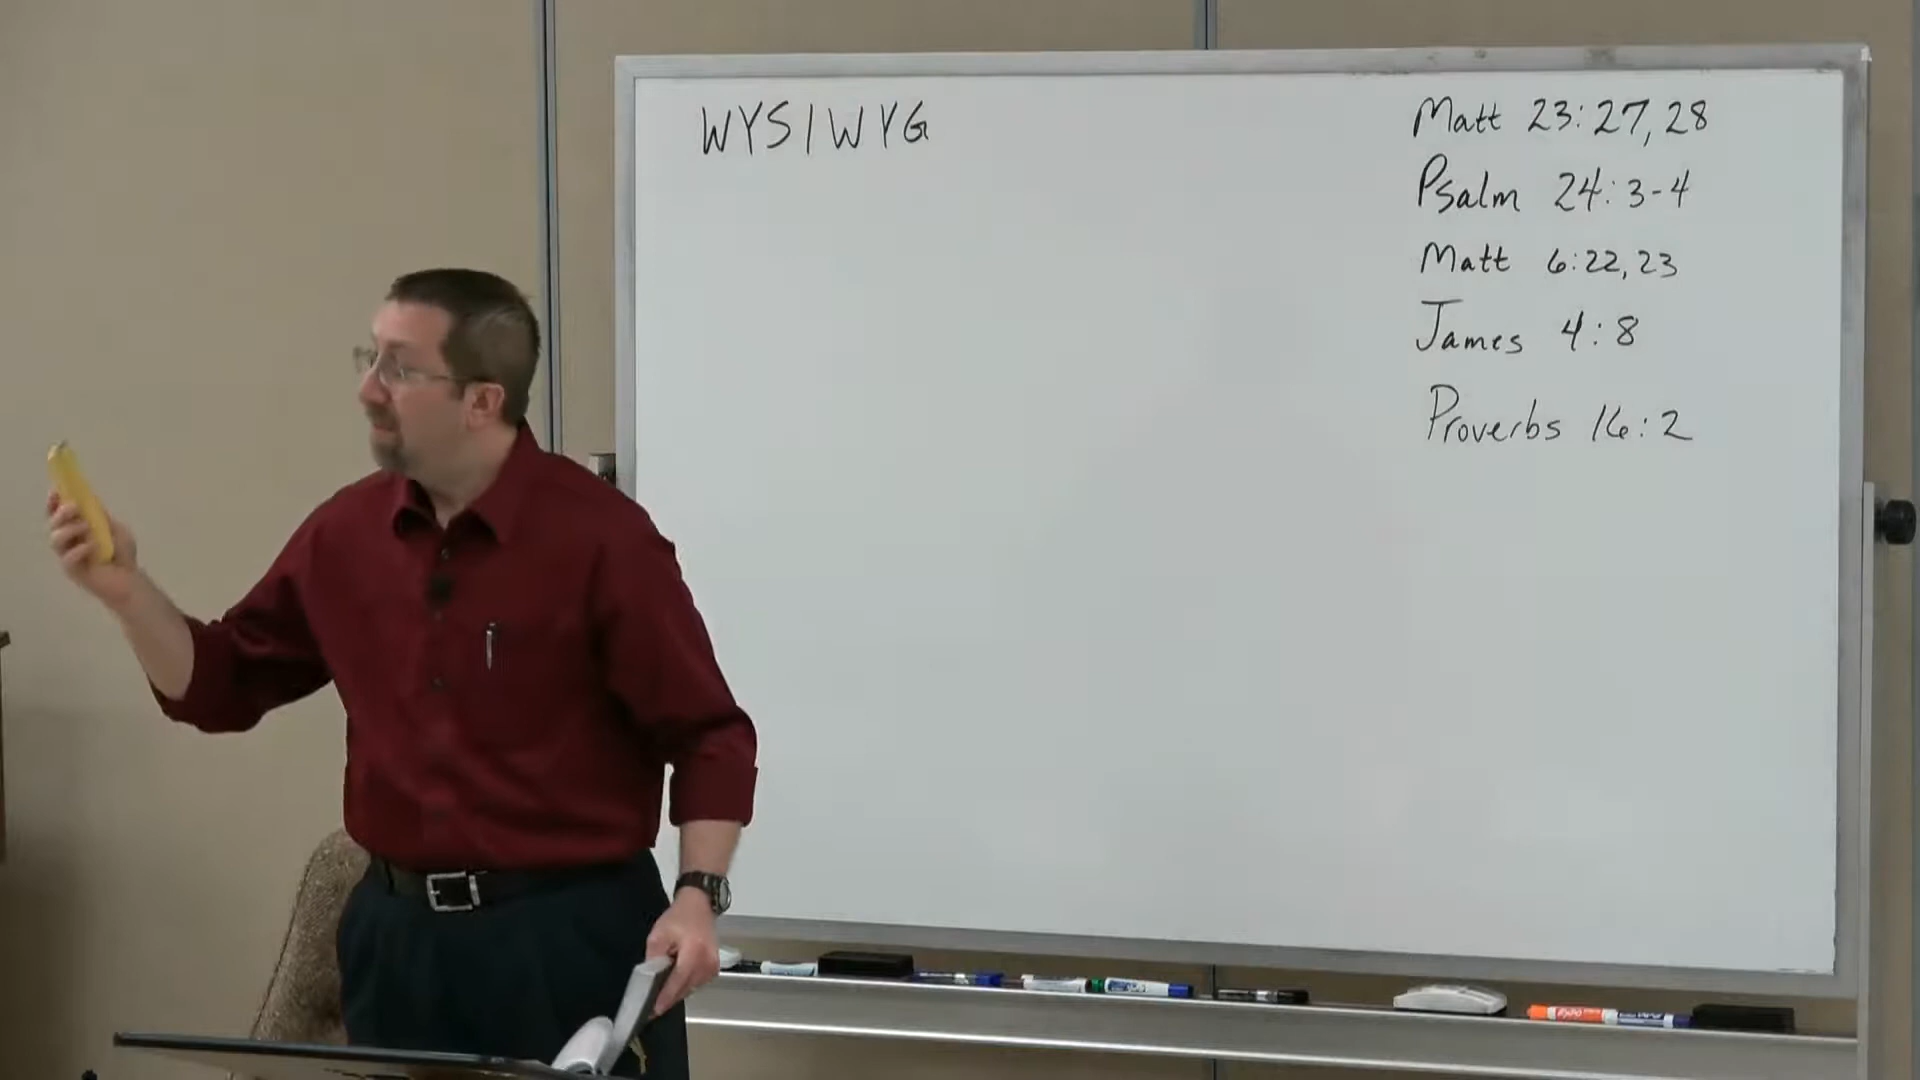 WYSIWYG
Matt 23:27,28
Psalm 24:3-4
Matt 6:22,23
James 4:8
Proverbs 16:2